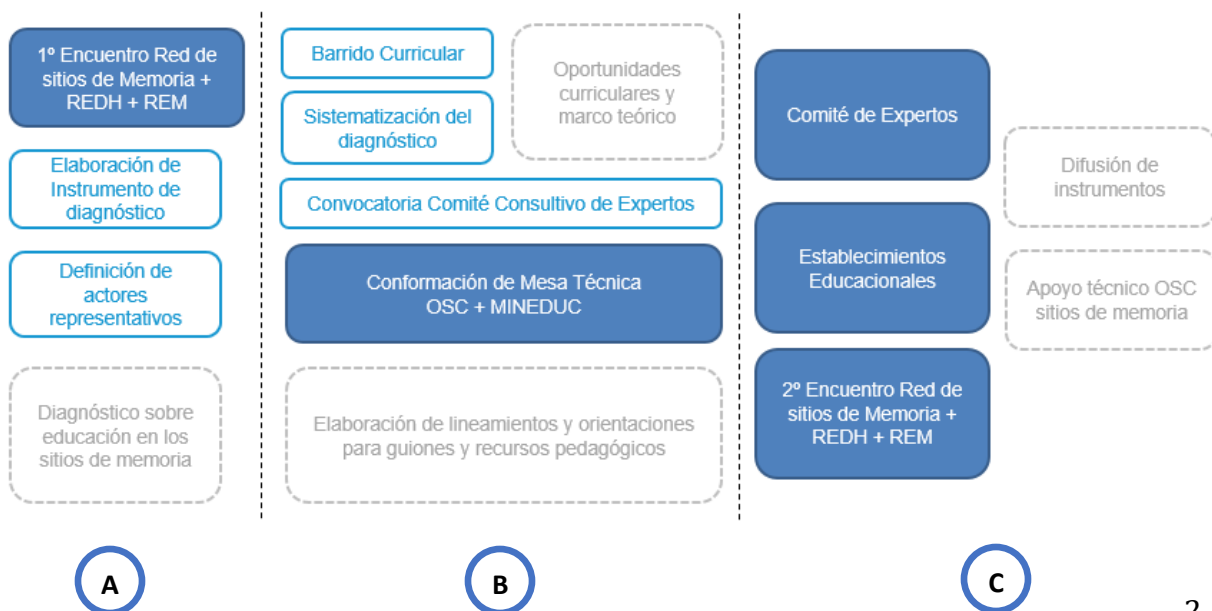 1º Encuentro Red de
sitios de Memoria +
REDH + REM
Elaboración de
Instrumento de
diagnóstico
Definición de
actores
representativos
Diagnóstico sobre
educación en los
sitios de memoria
A
Barrido Curricular
Sistematización del
diagnóstico
Oportunidades
curriculares y
marco teórico
Convocatoria Comité Consultivo de Expertos
Conformación de Mesa Técnica
OSC + MINEDUC
Elaboración de lineamientos y orientaciones
para guiones y recursos pedagógicos
B
Comité de Expertos
Establecimientos
Educacionales
2º Encuentro Red de
sitios de Memoria +
REDH + REM
Difusión de
instrumentos
Apoyo técnico OSC
sitios de memoria
C
2